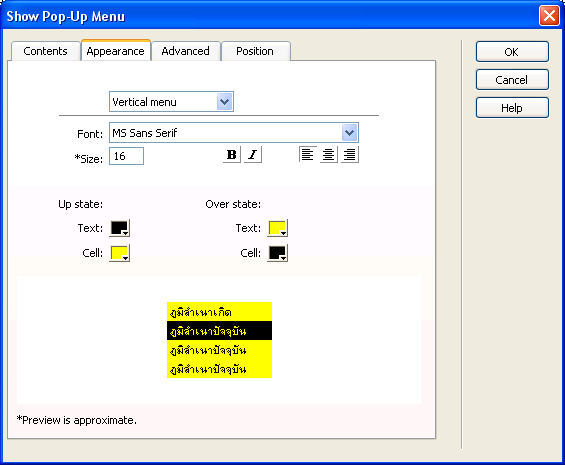 Show Pop-Up Menu
Contents Appearance Advanced Position
Vertical menu
Font: MS Sans Serif
*Size: 16 B I
Up state: Over state:
Text: Text:
Cell: Cell:
ภูมิลำเนาเกิด
ภูมิลำเนาปัจจุบัน
ภูมิลำเนาปัจจุบัน
ภูมิลำเนาปัจจุบัน
*Preview is approximate.
OK
Cancel
Help